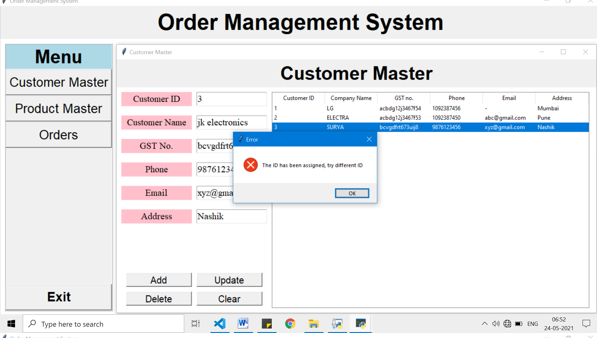 Order Management System
Order Management System
Menu
Customer Master
Product Master
Orders
Exit
Customer Master
Customer Master
Customer ID 3
Customer Name jk electronics
GST No. bcvgdfrt6
Phone 98761234
Email xyz@gma
Address Nashik
Add Update
Delete Clear
Customer ID Company Name GST no. Phone Email Address
1 LG acbdg12j3467f54 1092387456 - Mumbai
2 ELECTRA acbdg12j3467f53 1092387450 abc@gmail.com Pune
3 SURYA bcvgdfrt673uij8 9876123456 xyz@gmail.com Nashik
Error
The ID has been assigned, try different ID
OK
Type here to search
ENG
06:52
24-05-2021